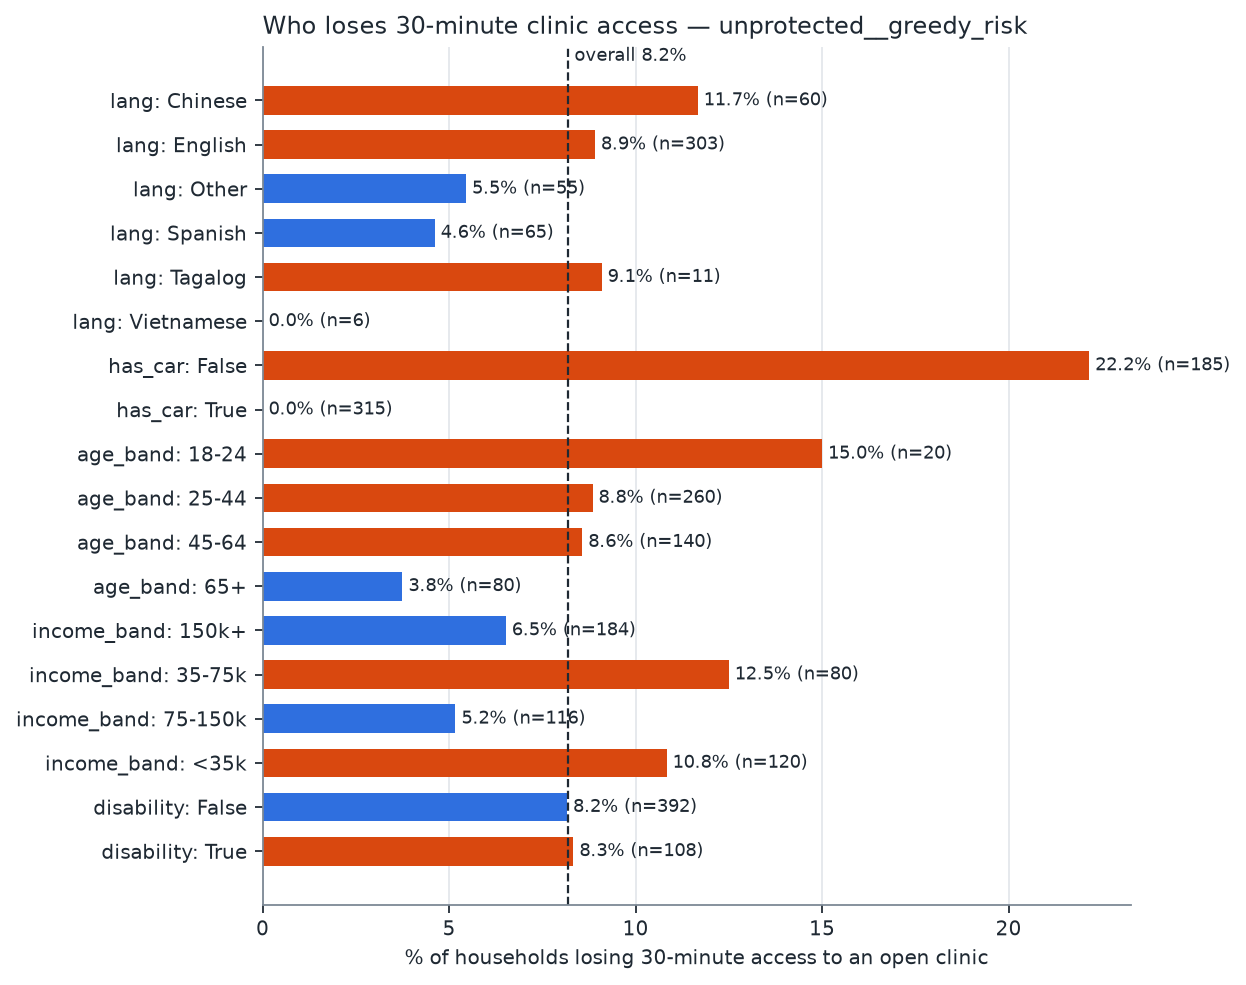 Who loses 30-minute clinic access — unprotected__greedy_risk
overall 8.2%
lang: Chinese 11.7% (n=60)
lang: English 8.9% (n=303)
lang: Other 5.5% (n=55)
lang: Spanish 4.6% (n=65)
lang: Tagalog 9.1% (n=11)
lang: Vietnamese 0.0% (n=6)
has_car: False 22.2% (n=185)
has_car: True 0.0% (n=315)
age_band: 18-24 15.0% (n=20)
age_band: 25-44 8.8% (n=260)
age_band: 45-64 8.6% (n=140)
age_band: 65+ 3.8% (n=80)
income_band: 150k+ 6.5% (n=184)
income_band: 35-75k 12.5% (n=80)
income_band: 75-150k 5.2% (n=116)
income_band: <35k 10.8% (n=120)
disability: False 8.2% (n=392)
disability: True 8.3% (n=108)
0 5 10 15 20
% of households losing 30-minute access to an open clinic